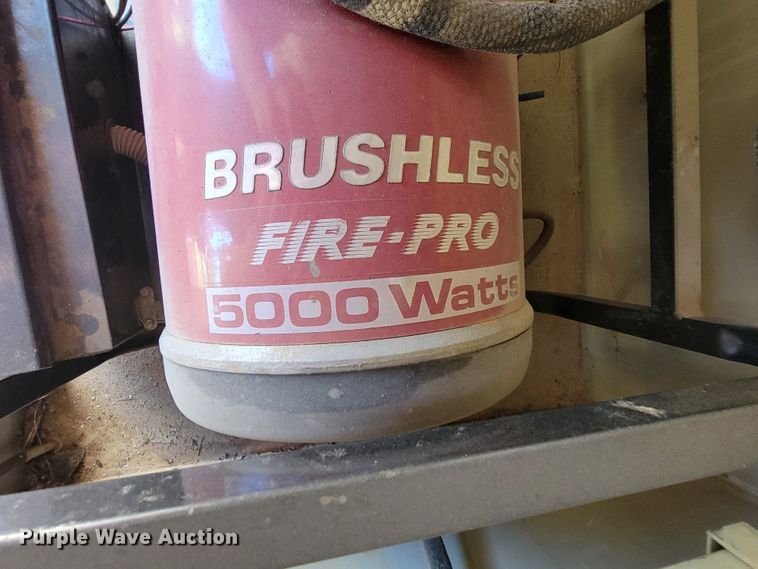 BRUSHLESS
FIRE-PRO
5000 Watts
Purple Wave Auction